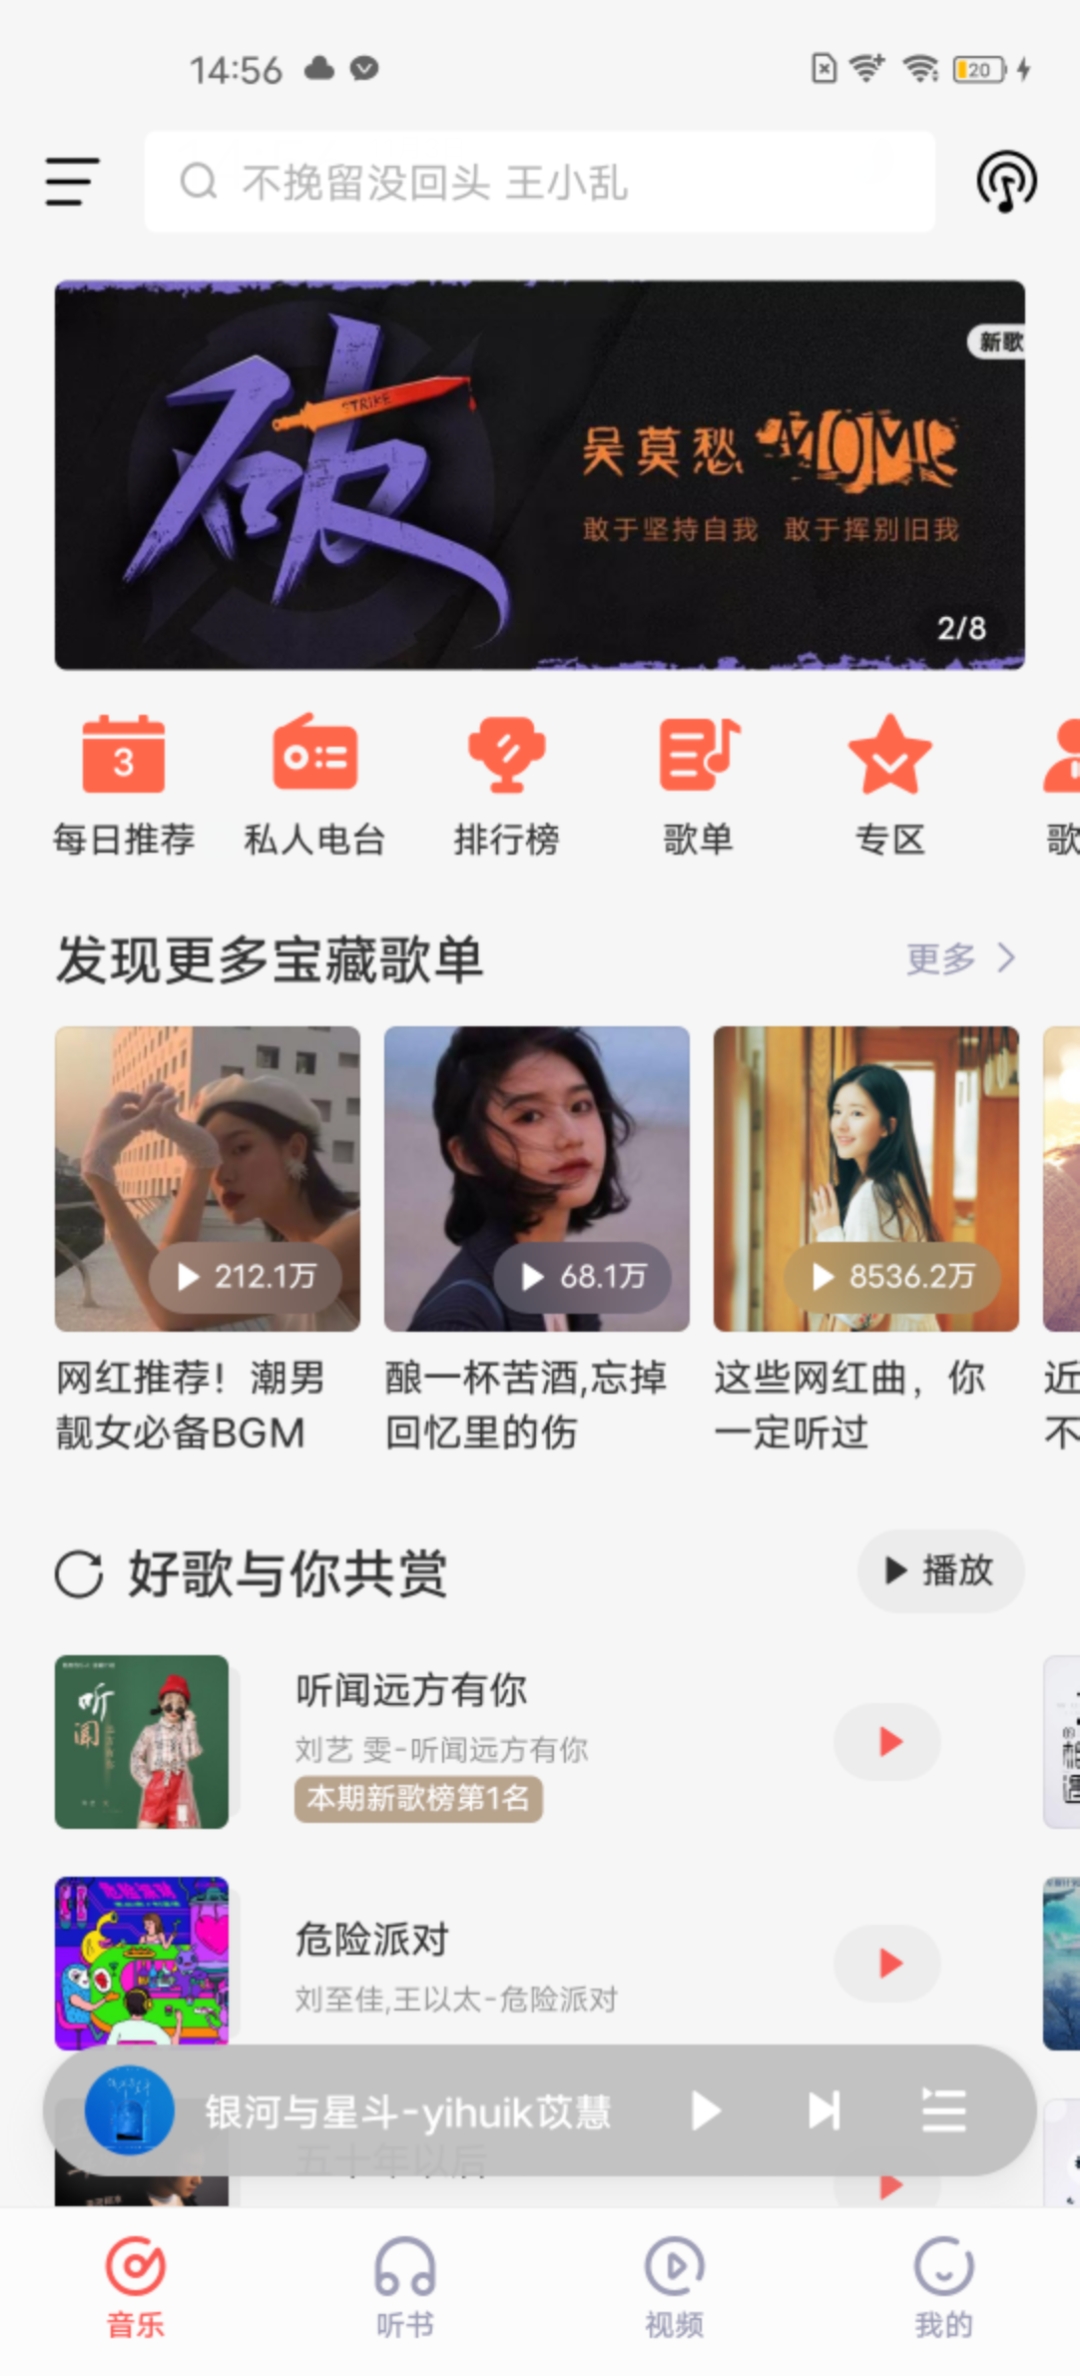 14:56
20
不挽留没回头 王小乱
新歌
破
STRIKE
吴莫愁 MOMO
敢于坚持自我 敢于挥别旧我
2/8
3
每日推荐
私人电台
排行榜
歌单
专区
歌
发现更多宝藏歌单
更多
212.1万
68.1万
8536.2万
网红推荐！潮男
靓女必备BGM
酿一杯苦酒,忘掉
回忆里的伤
这些网红曲，你
一定听过
近
不
好歌与你共赏
播放
听闻
听闻远方有你
刘艺 雯-听闻远方有你
本期新歌榜第1名
危险派对
刘至佳,王以太-危险派对
银河与星斗-yihuik苡慧
五十年以后
音乐
听书
视频
我的